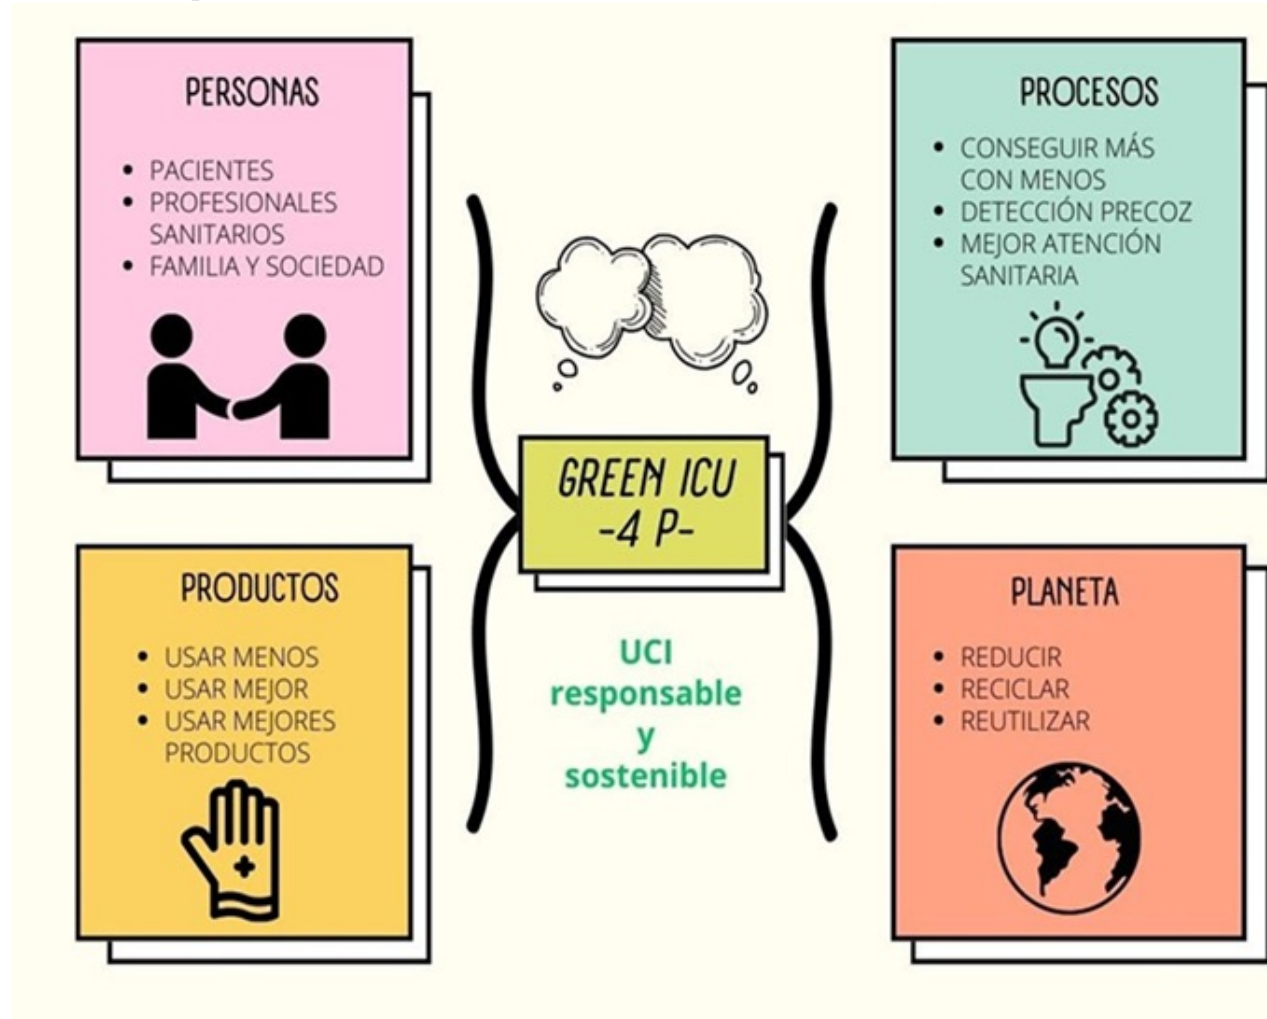 PERSONAS
• PACIENTES
• PROFESIONALES
SANITARIOS
• FAMILIA Y SOCIEDAD
PROCESOS
• CONSEGUIR MÁS
CON MENOS
• DETECCIÓN PRECOZ
• MEJOR ATENCIÓN
SANITARIA
GREEN ICU
-4 P-
UCI
responsable
y
sostenible
PRODUCTOS
• USAR MENOS
• USAR MEJOR
• USAR MEJORES
PRODUCTOS
PLANETA
• REDUCIR
• RECICLAR
• REUTILIZAR